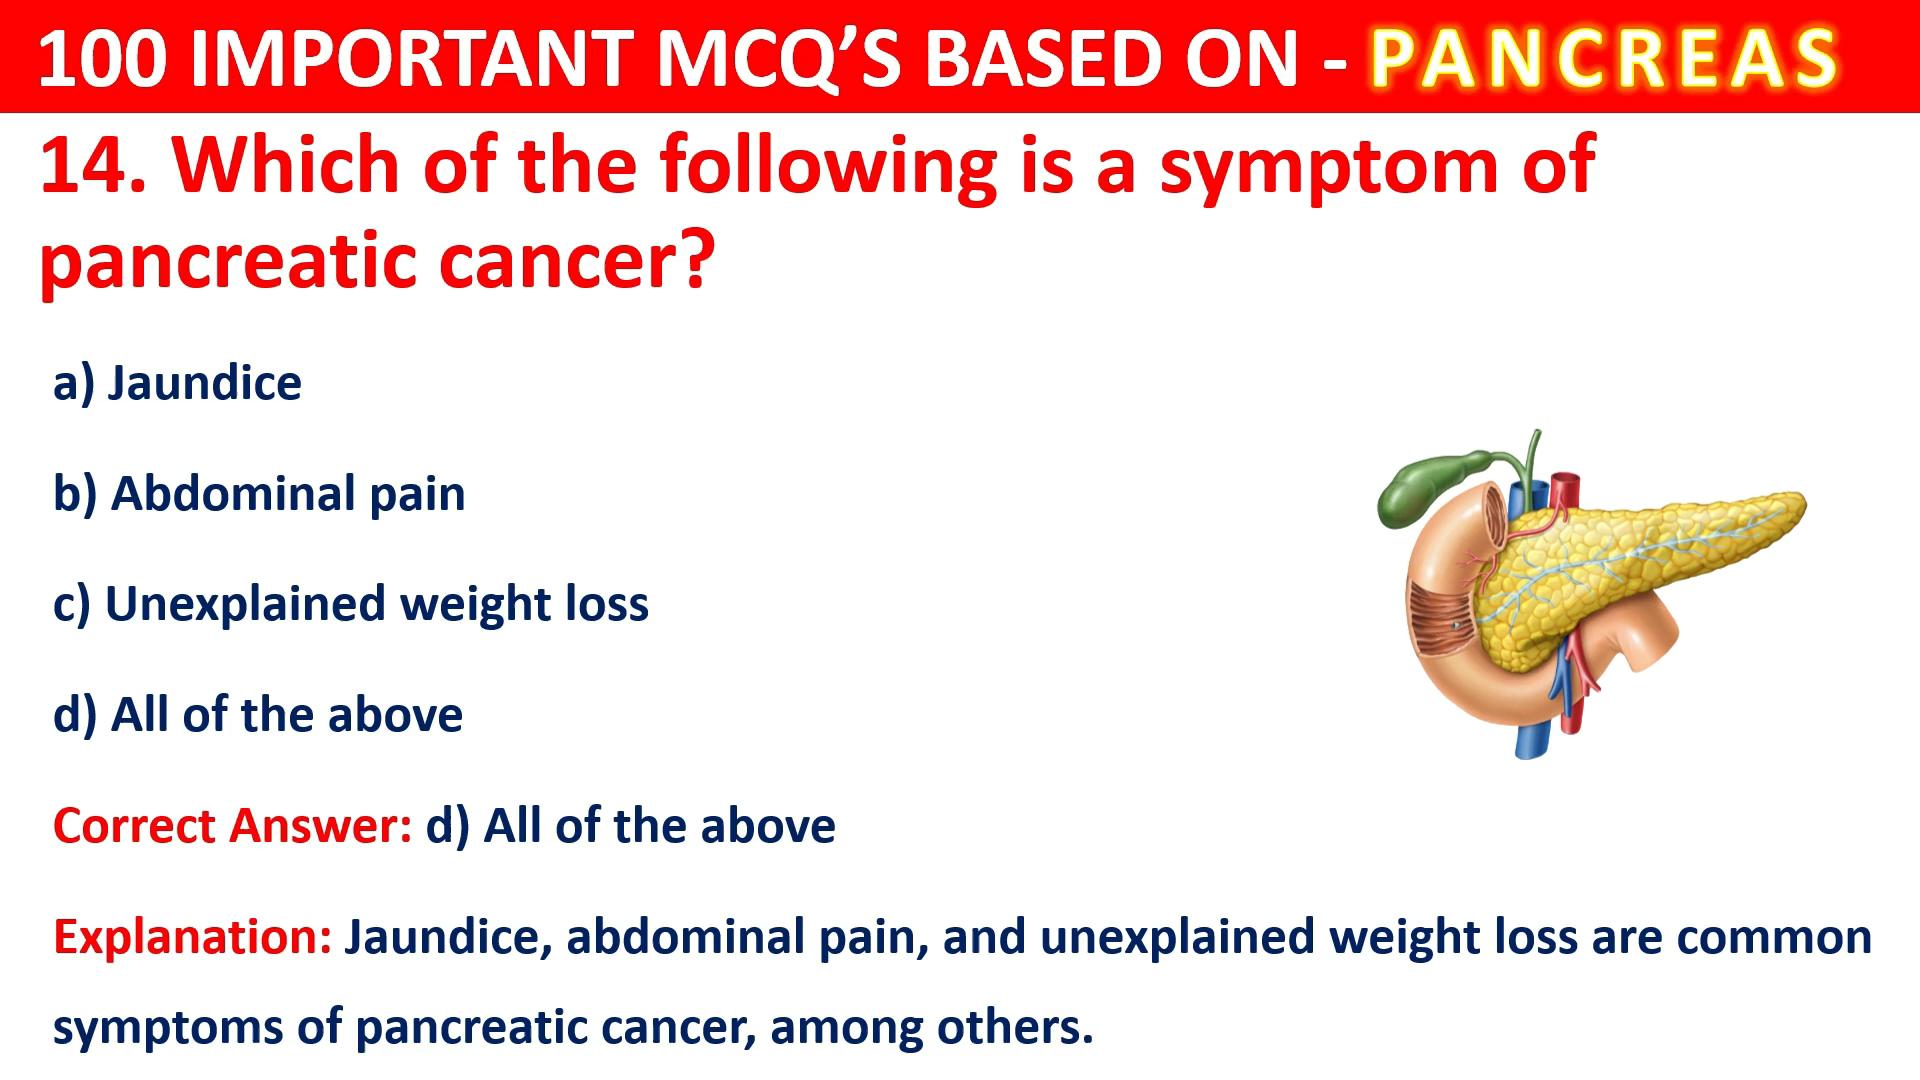 100 IMPORTANT MCQ’S BASED ON - PANCREAS
14. Which of the following is a symptom of
pancreatic cancer?
a) Jaundice
b) Abdominal pain
c) Unexplained weight loss
d) All of the above
Correct Answer: d) All of the above
Explanation: Jaundice, abdominal pain, and unexplained weight loss are common
symptoms of pancreatic cancer, among others.